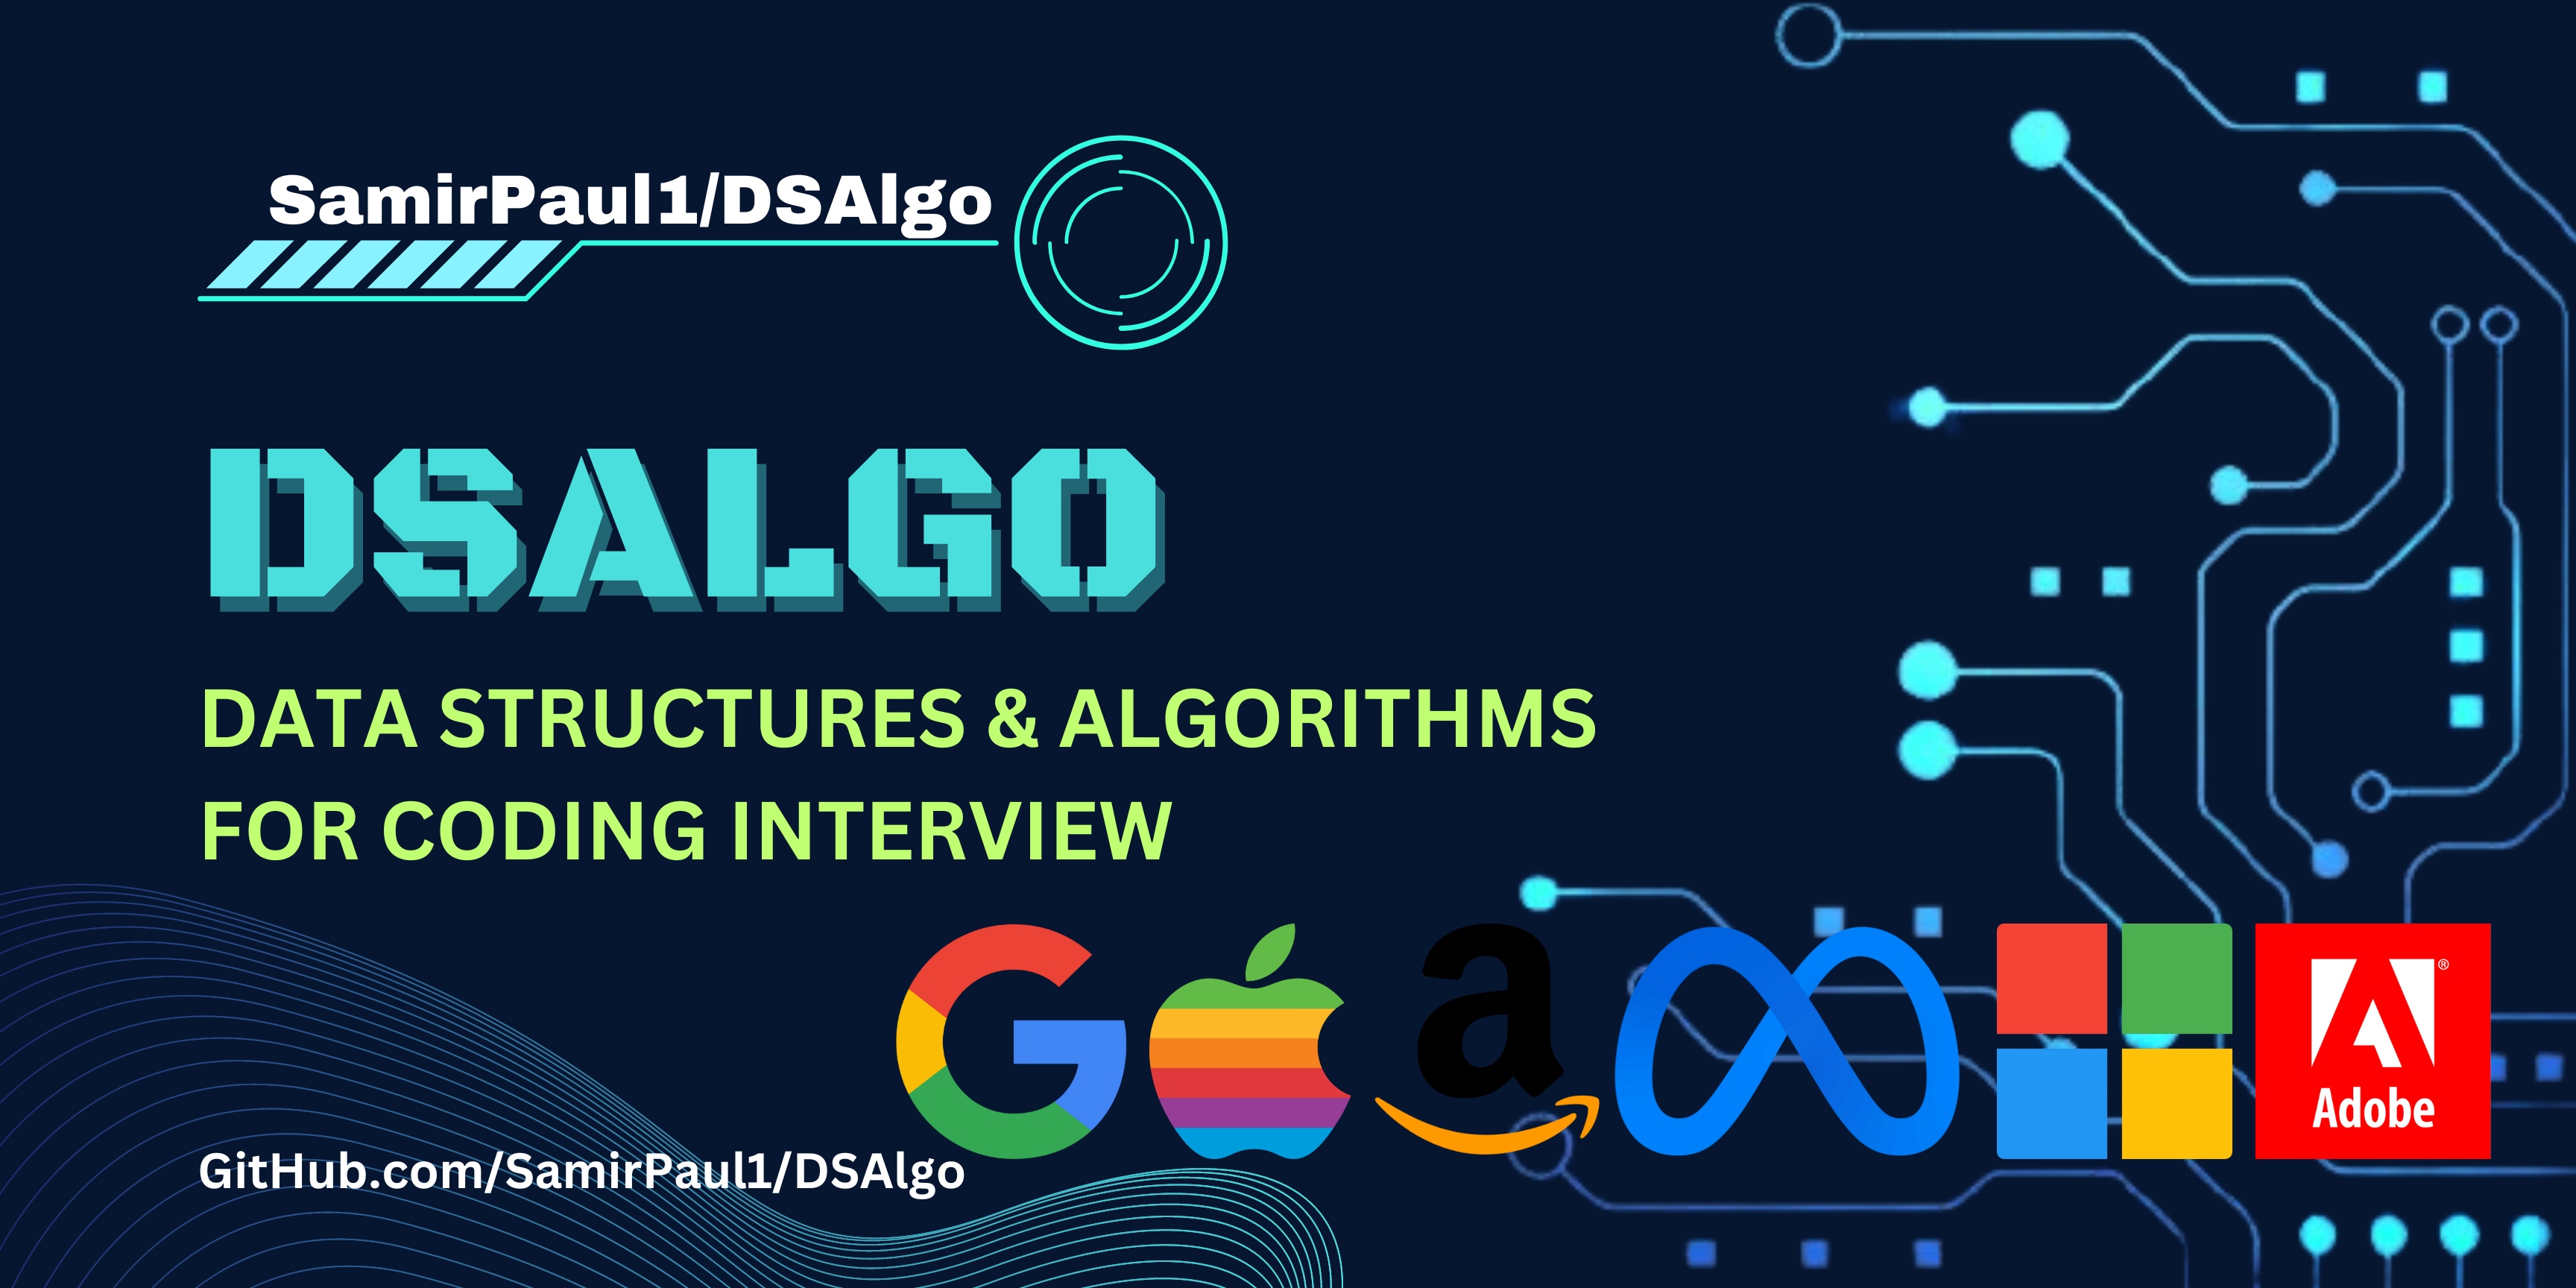 SamirPaul1/DSAlgo
DSALGO
DATA STRUCTURES & ALGORITHMS
FOR CODING INTERVIEW
a
Adobe
®
GitHub.com/SamirPaul1/DSAlgo